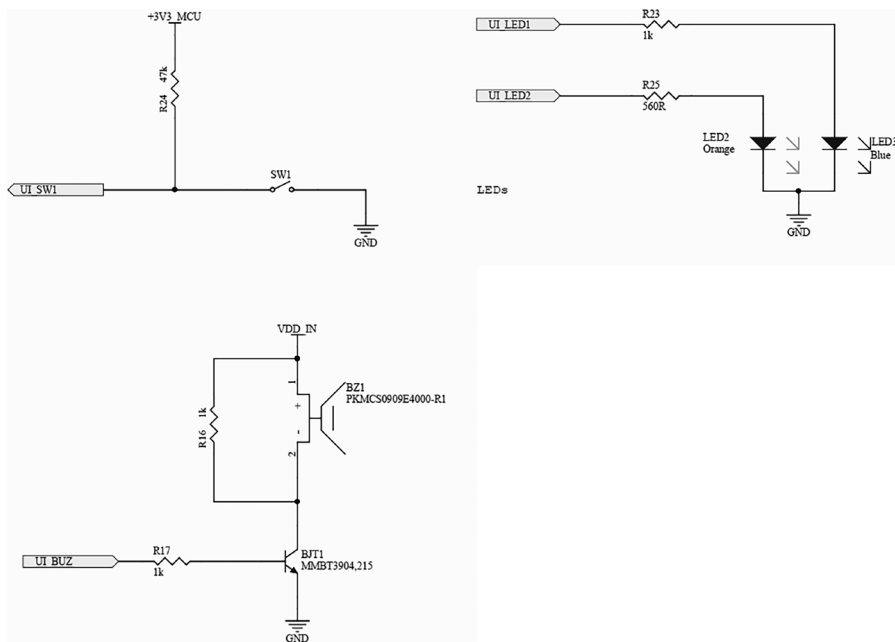 +3V3_MCU
47k
R24
UI_SW1
SW1
GND
UI_LED1
R23
1k
UI_LED2
R25
560R
LED2
Orange
LED3
Blue
LEDs
GND
VDD_IN
1
BZ1
PKMCS0909E4000-R1
+
-
1k
R16
2
UI_BUZ
R17
1k
BJT1
MMBT3904,215
GND